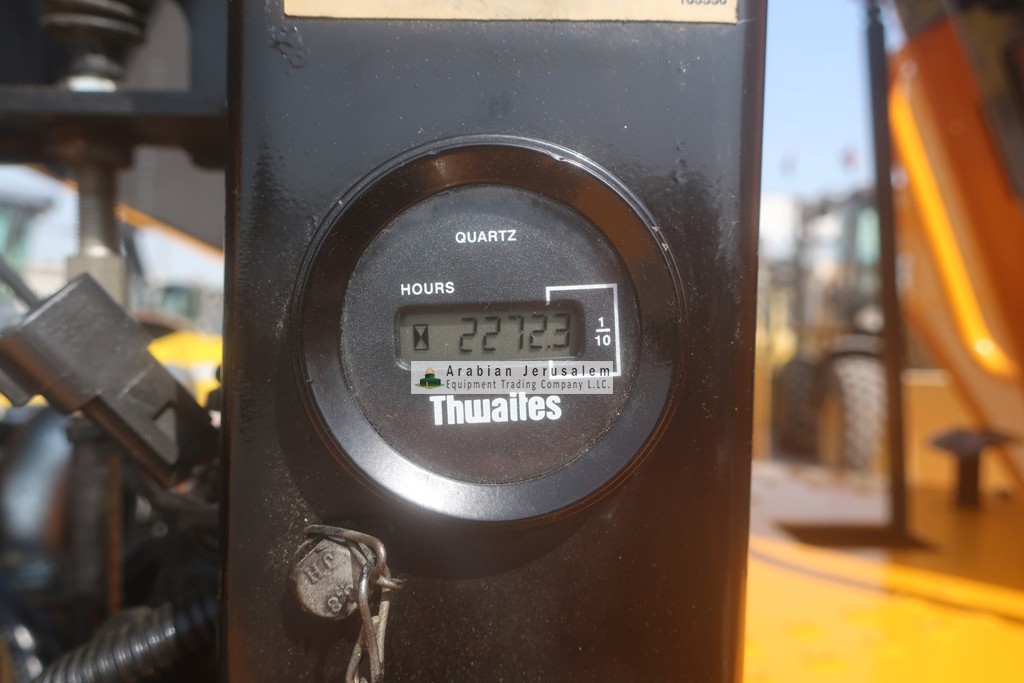 QUARTZ
HOURS
2272.3
1
10
Arabian Jerusalem
Equipment Trading Company L.L.C.
Thwaites